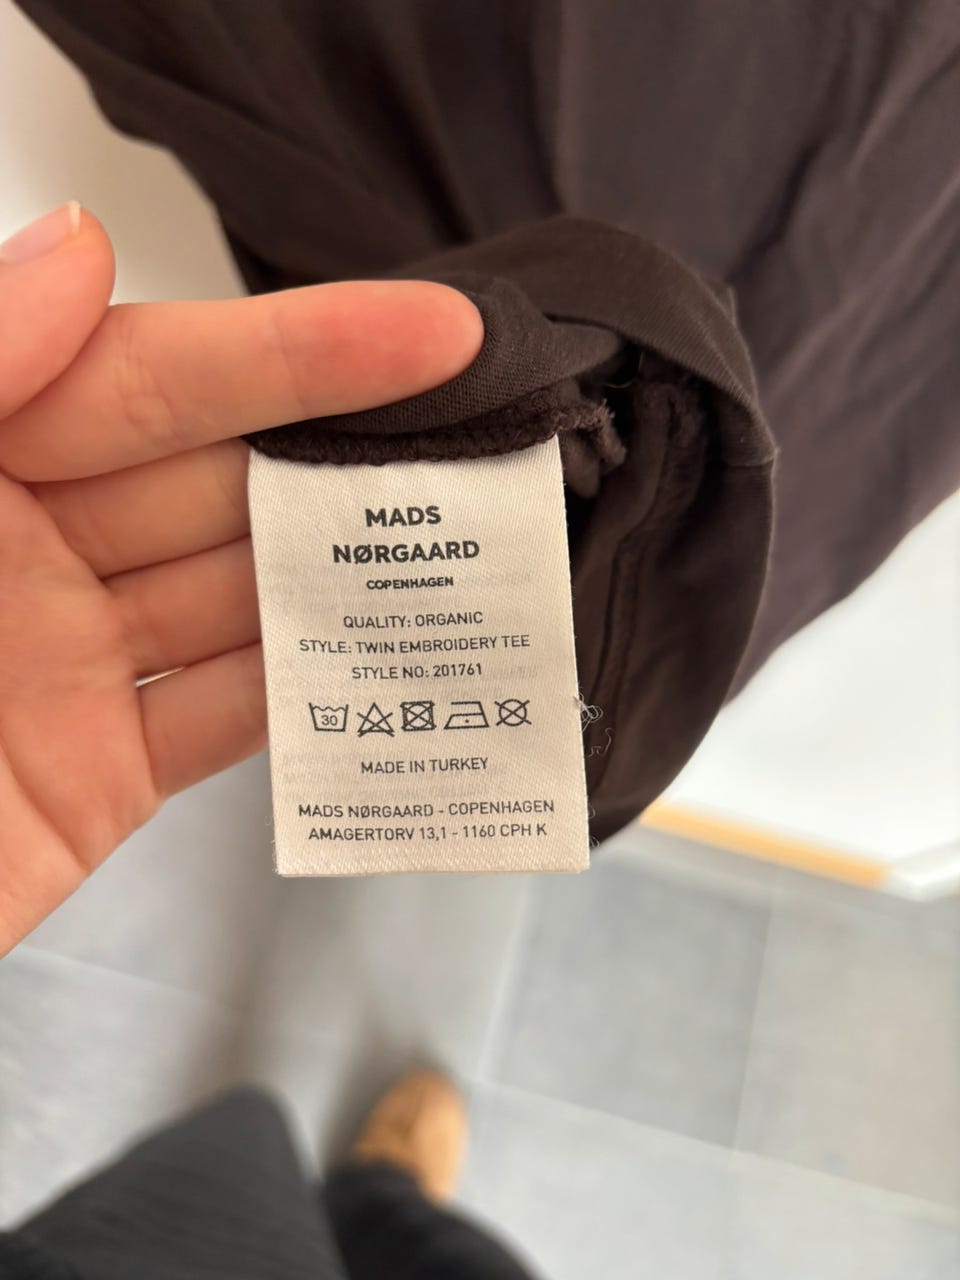 MADS
NØRGAARD
COPENHAGEN
QUALITY: ORGANIC
STYLE: TWIN EMBROIDERY TEE
STYLE NO: 201761
30
MADE IN TURKEY
MADS NØRGAARD - COPENHAGEN
AMAGERTORV 13,1 - 1160 CPH K